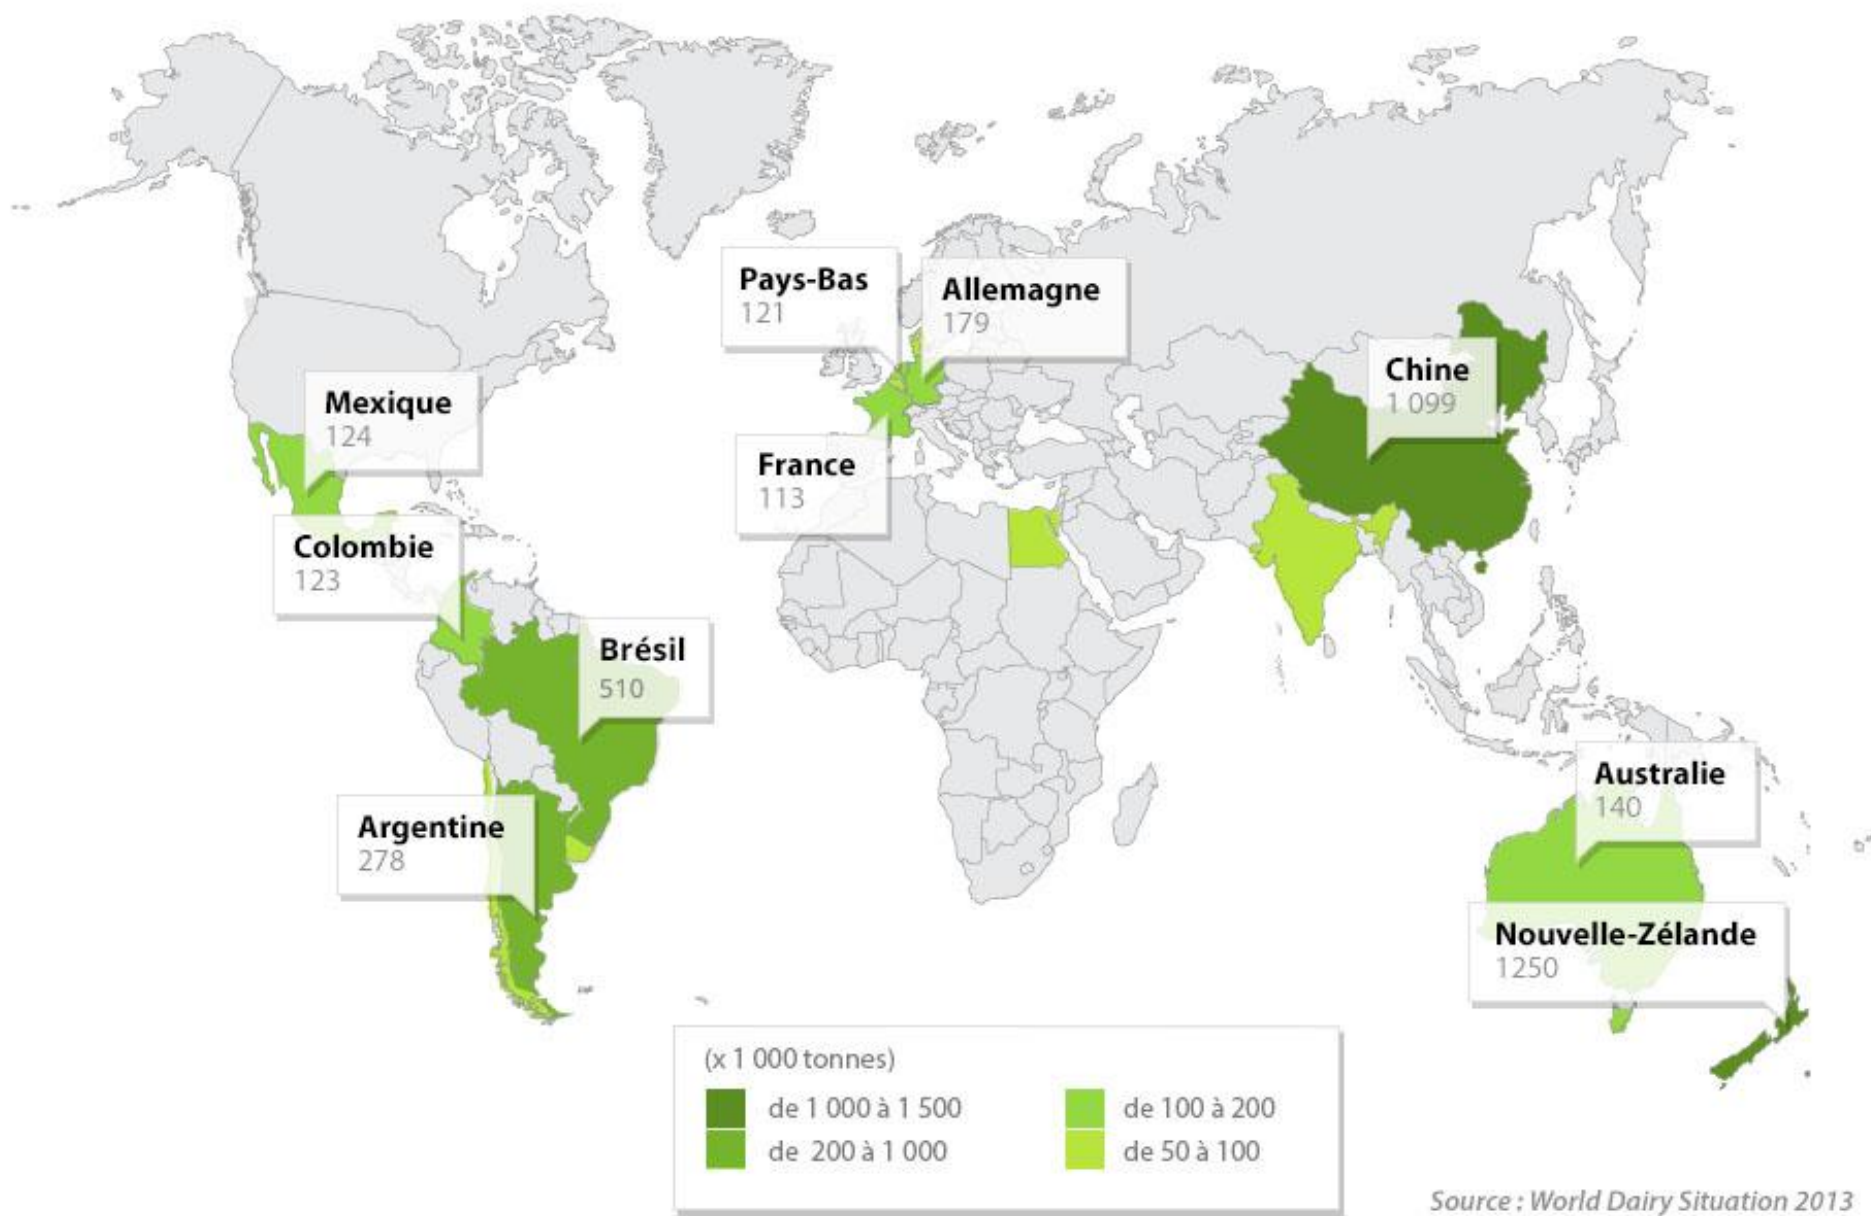 Pays-Bas
121
Allemagne
179
Chine
1 099
Mexique
124
France
113
Colombie
123
Brésil
510
Australie
140
Argentine
278
Nouvelle-Zélande
1250
(x 1 000 tonnes)
de 1 000 à 1 500
de 100 à 200
de 200 à 1 000
de 50 à 100
Source : World Dairy Situation 2013